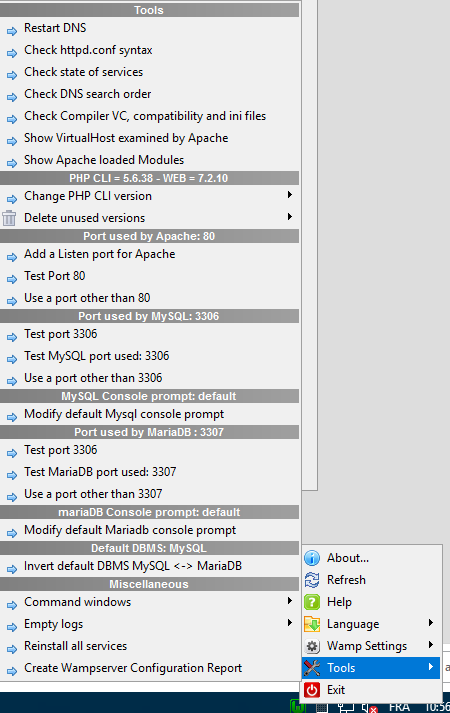 Tools
Restart DNS
Check httpd.conf syntax
Check state of services
Check DNS search order
Check Compiler VC, compatibility and ini files
Show VirtualHost examined by Apache
Show Apache loaded Modules
PHP CLI = 5.6.38 - WEB = 7.2.10
Change PHP CLI version
Delete unused versions
Port used by Apache: 80
Add a Listen port for Apache
Test Port 80
Use a port other than 80
Port used by MySQL: 3306
Test port 3306
Test MySQL port used: 3306
Use a port other than 3306
MySQL Console prompt: default
Modify default Mysql console prompt
Port used by MariaDB : 3307
Test port 3306
Test MariaDB port used: 3307
Use a port other than 3307
mariaDB Console prompt: default
Modify default Mariadb console prompt
Default DBMS: MySQL
Invert default DBMS MySQL <-> MariaDB
Miscellaneous
Command windows
Empty logs
Reinstall all services
Create Wampserver Configuration Report
About...
Refresh
Help
Language
Wamp Settings
Tools
Exit
FRA